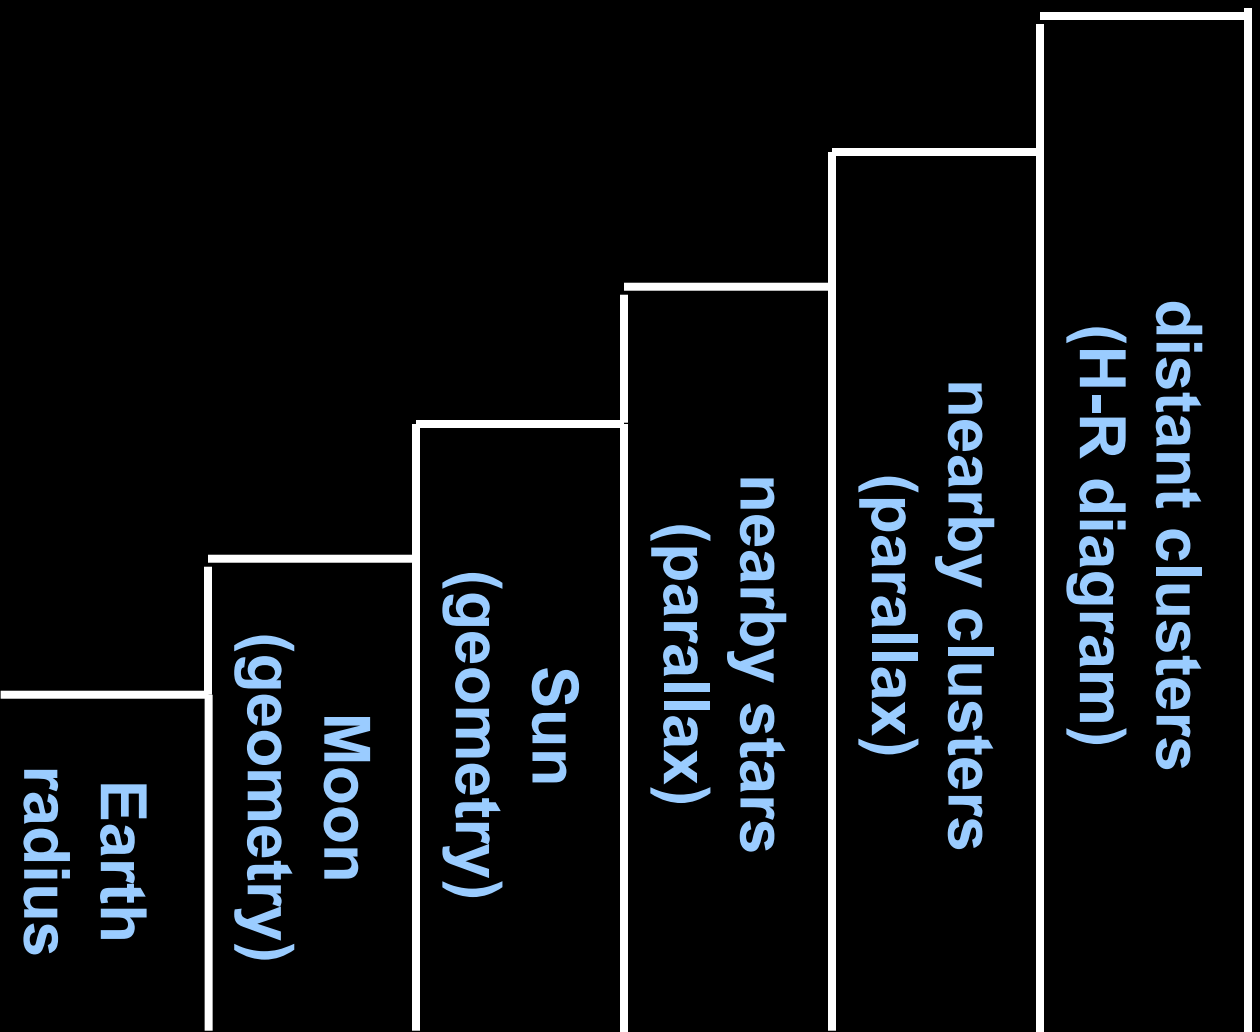 Earth
radius
Moon
(geometry)
Sun
(geometry)
nearby stars
(parallax)
nearby clusters
(parallax)
distant clusters
(H-R diagram)